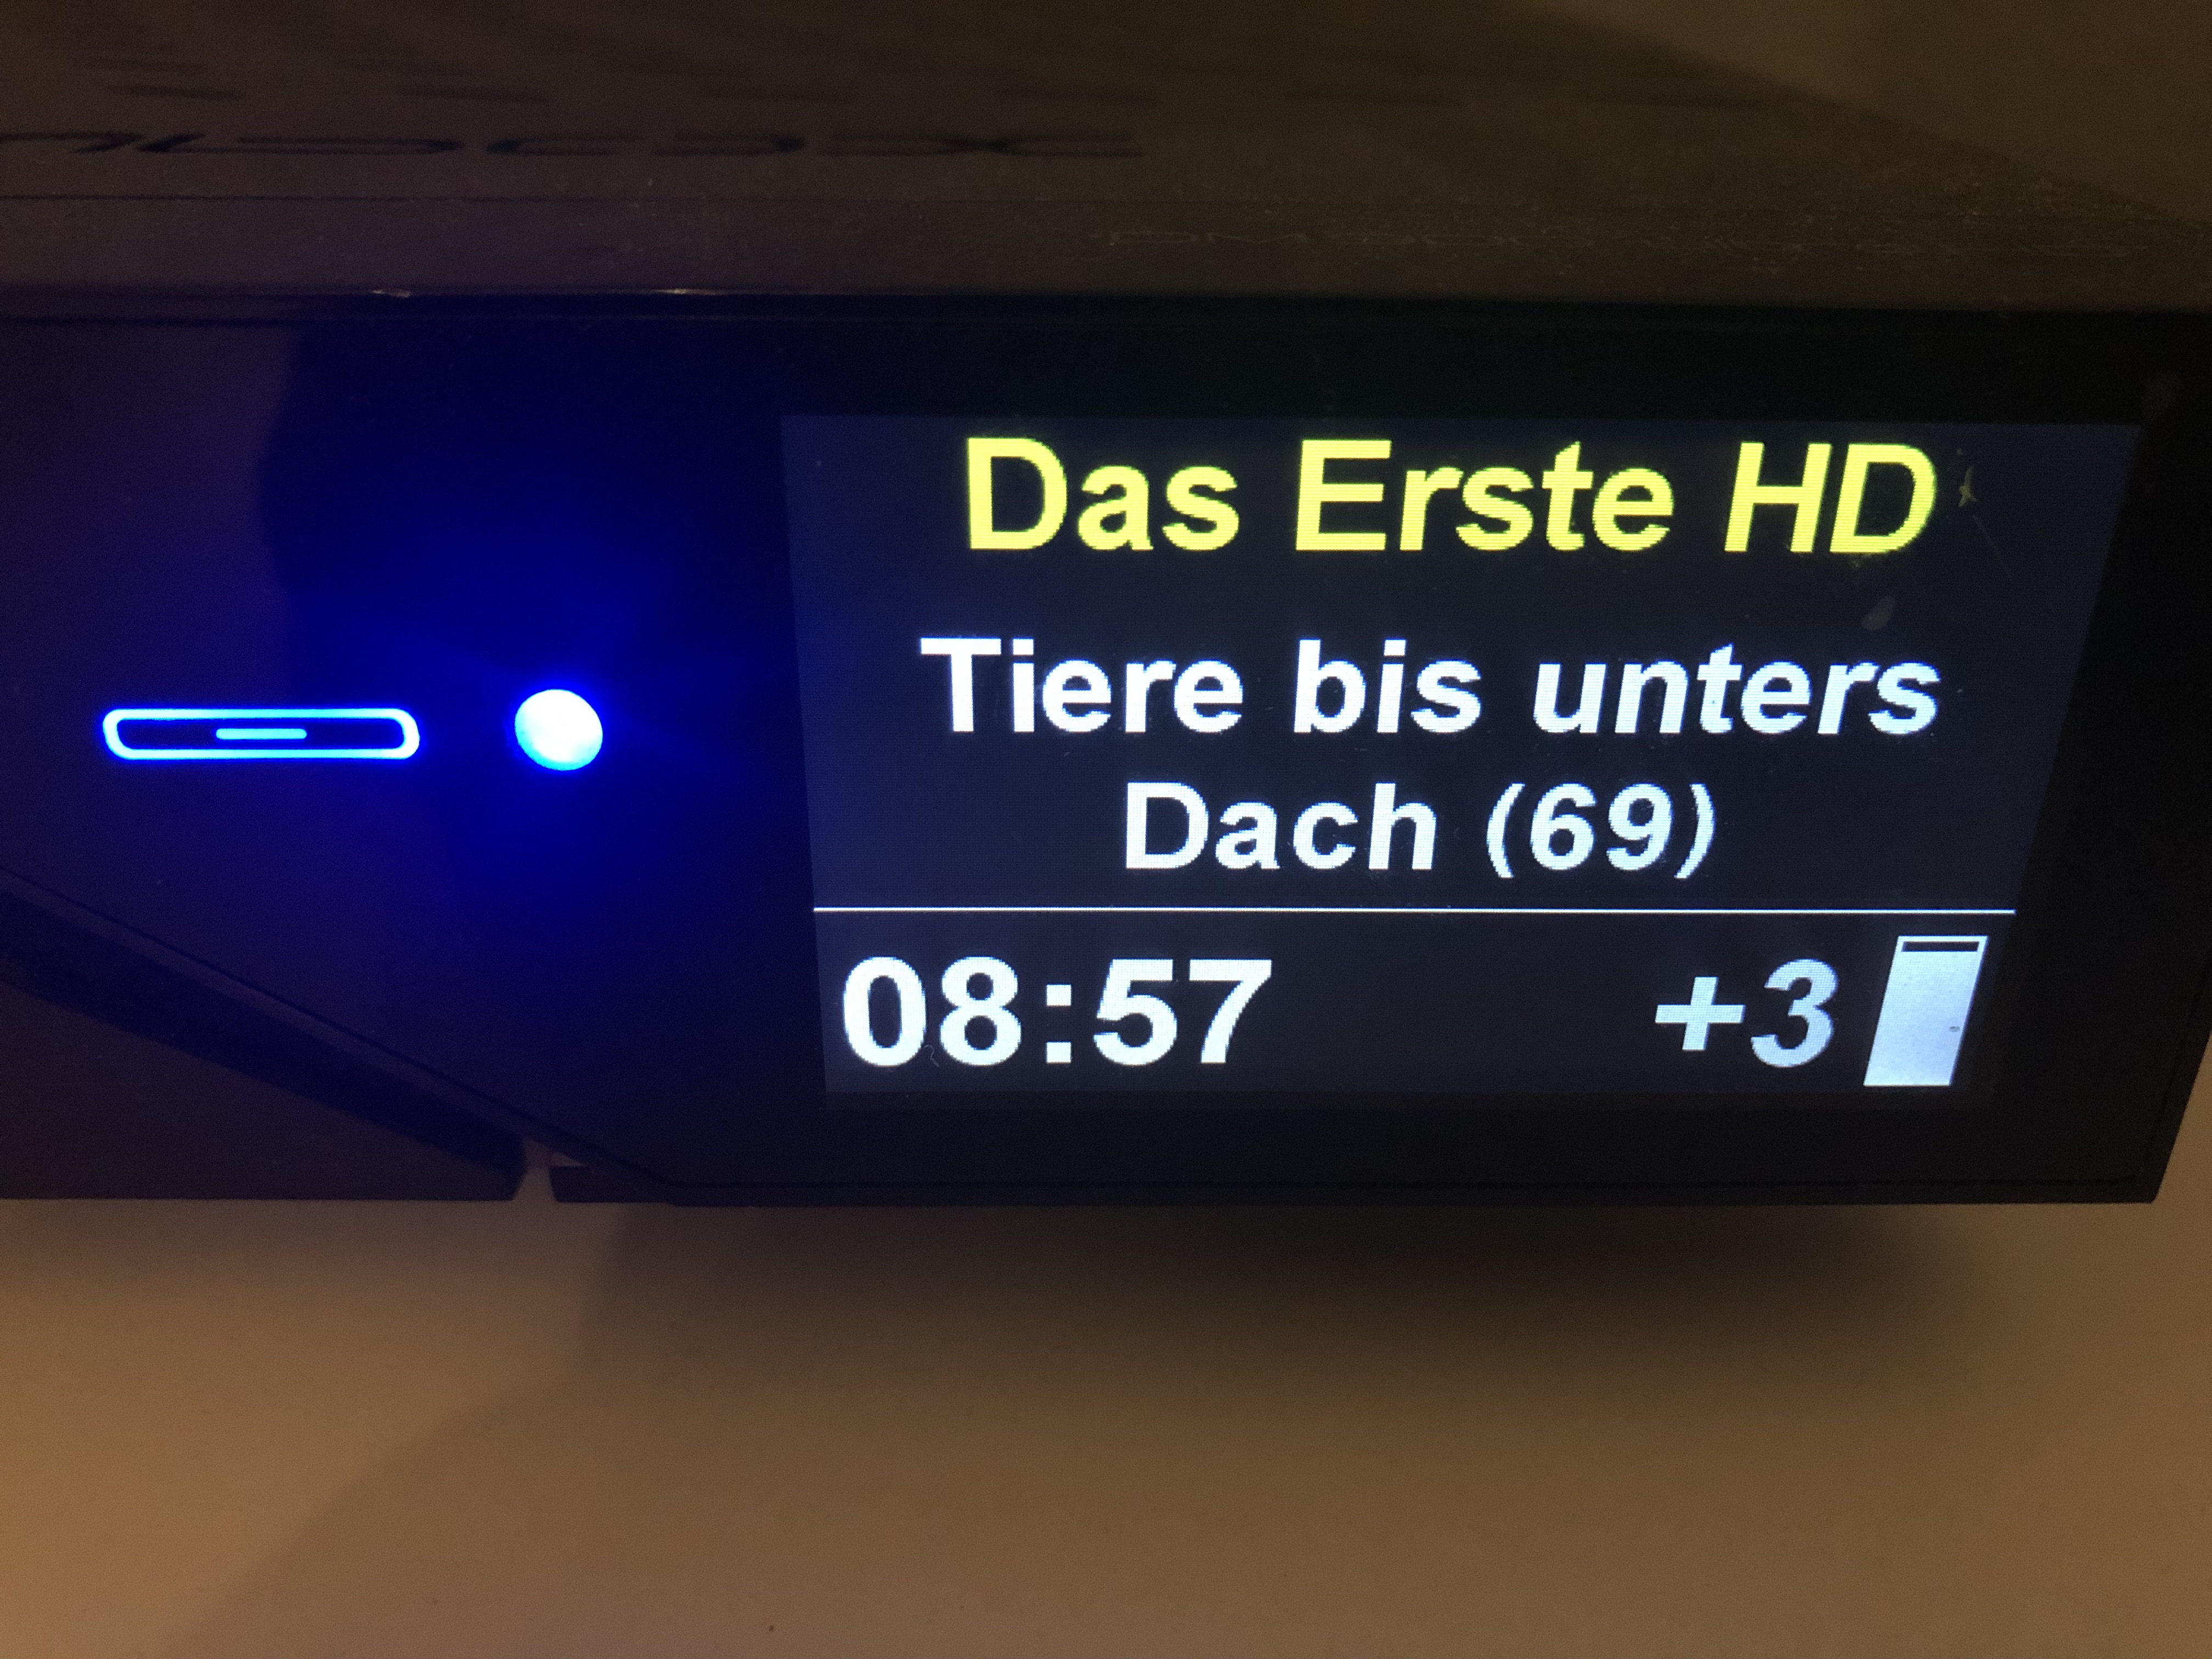 Das Erste HD
Tiere bis unters
Dach (69)
08:57 +3